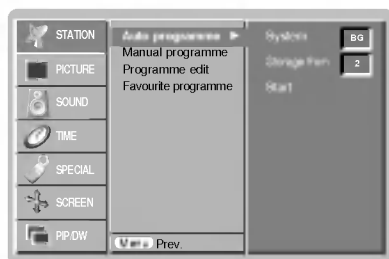 STATION
PICTURE
SOUND
TIME
SPECIAL
SCREEN
PIP/DW
Auto programme
Manual programme
Programme edit
Favourite programme
Prev.
System BG
Storage from 2
Start